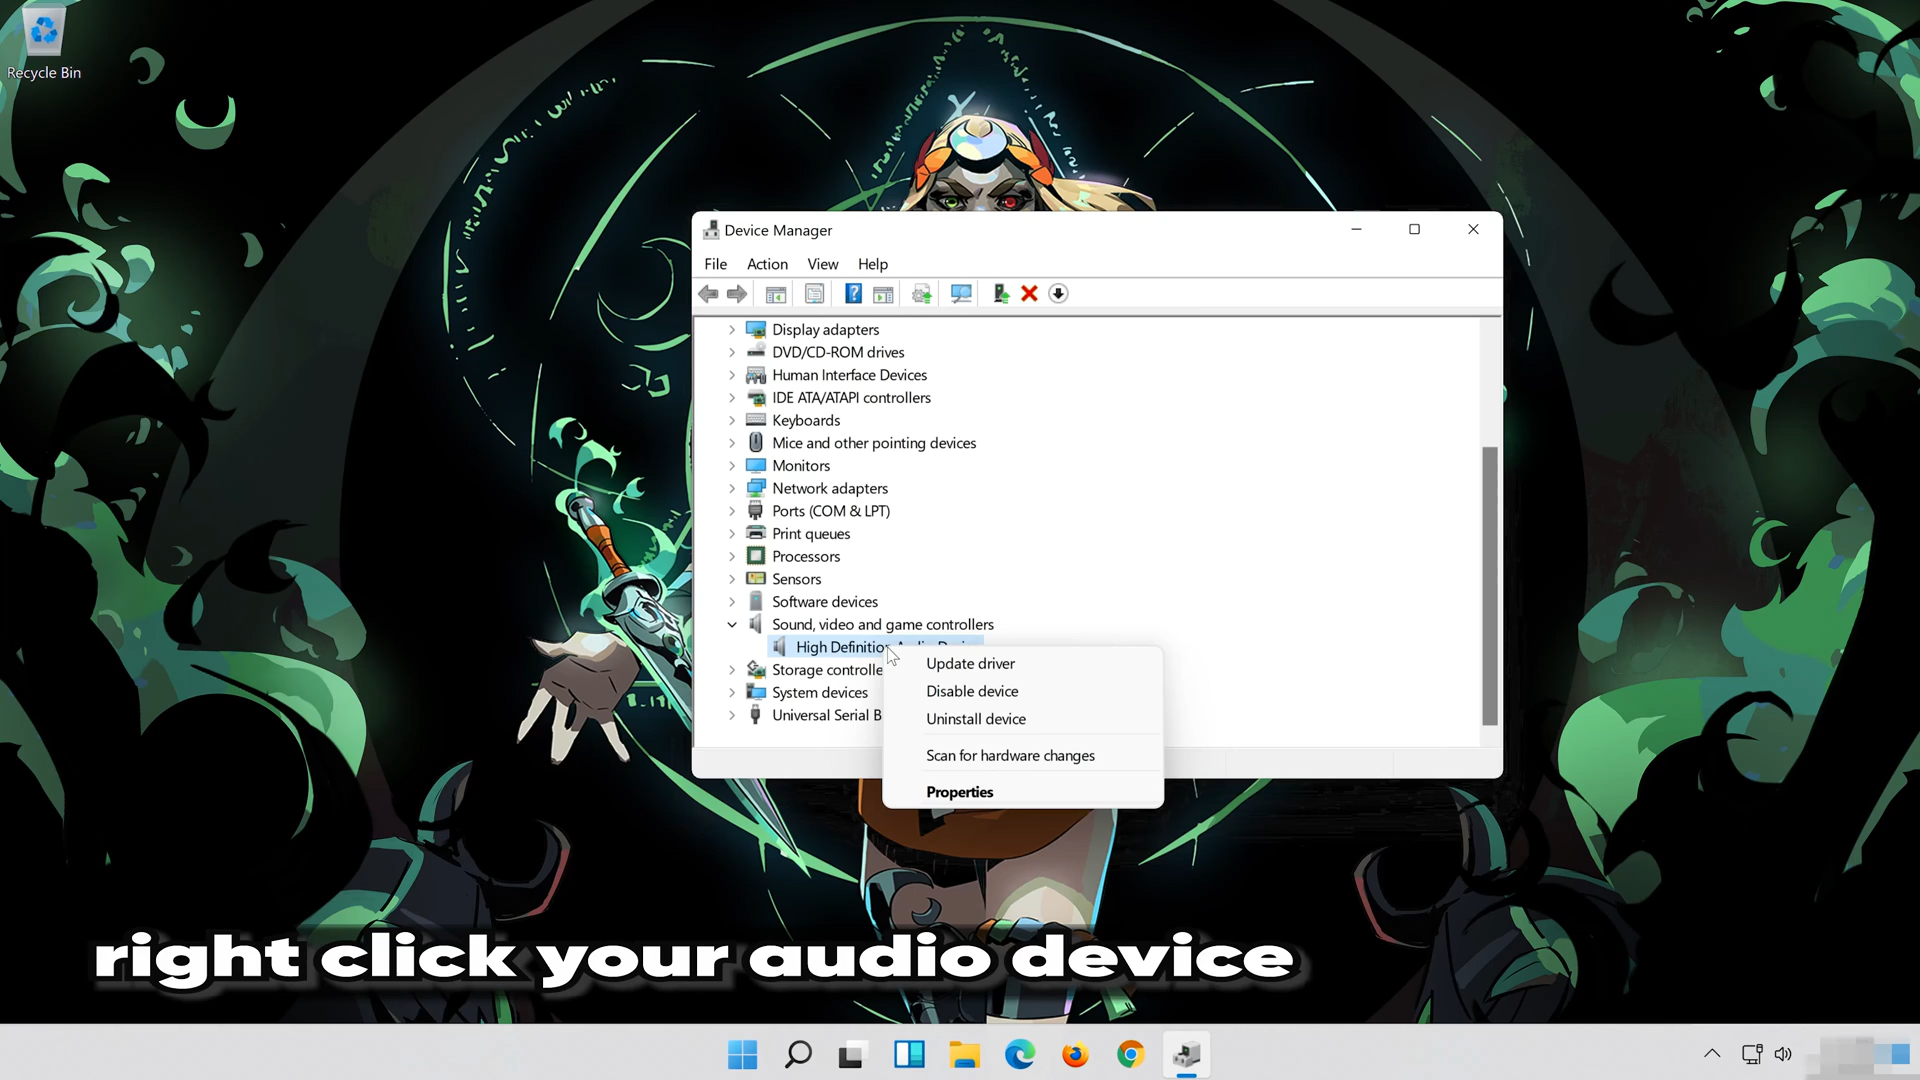 Recycle Bin
Device Manager
File Action View Help
Display adapters
DVD/CD-ROM drives
Human Interface Devices
IDE ATA/ATAPI controllers
Keyboards
Mice and other pointing devices
Monitors
Network adapters
Ports (COM & LPT)
Print queues
Processors
Sensors
Software devices
Sound, video and game controllers
High Definition Audio Device
Storage controlle
System devices
Universal Serial B
Update driver
Disable device
Uninstall device
Scan for hardware changes
Properties
right click your audio device